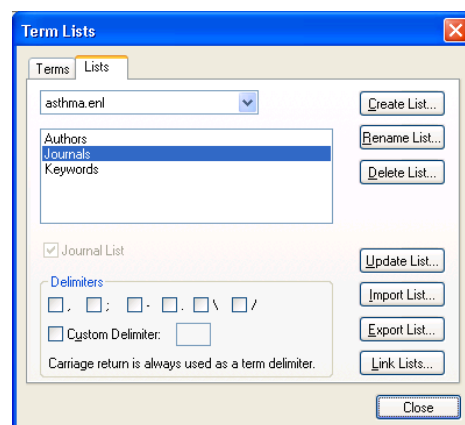 Term Lists
Terms Lists
asthma.enl
Create List...
Authors
Journals
Keywords
Rename List...
Delete List...
Journal List
Update List...
Delimiters
, ; - . \ /
Import List...
Custom Delimiter:
Export List...
Carriage return is always used as a term delimiter.
Link Lists...
Close